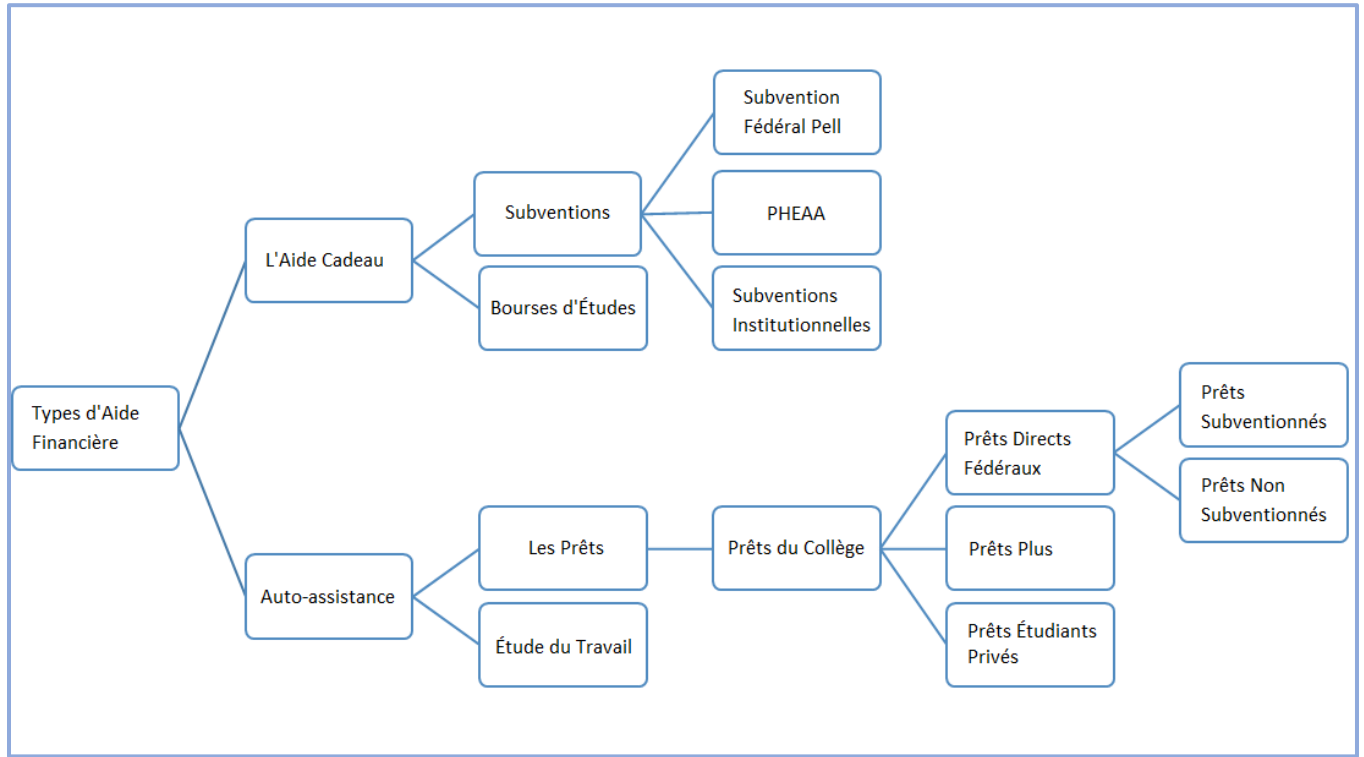 Types d'Aide
Financière
L'Aide Cadeau
Subventions
Subvention
Fédéral Pell
PHEAA
Subventions
Institutionnelles
Bourses d'Études
Auto-assistance
Les Prêts
Prêts du Collège
Prêts Directs
Fédéraux
Prêts
Subventionnés
Prêts Non
Subventionnés
Prêts Plus
Prêts Étudiants
Privés
Étude du Travail